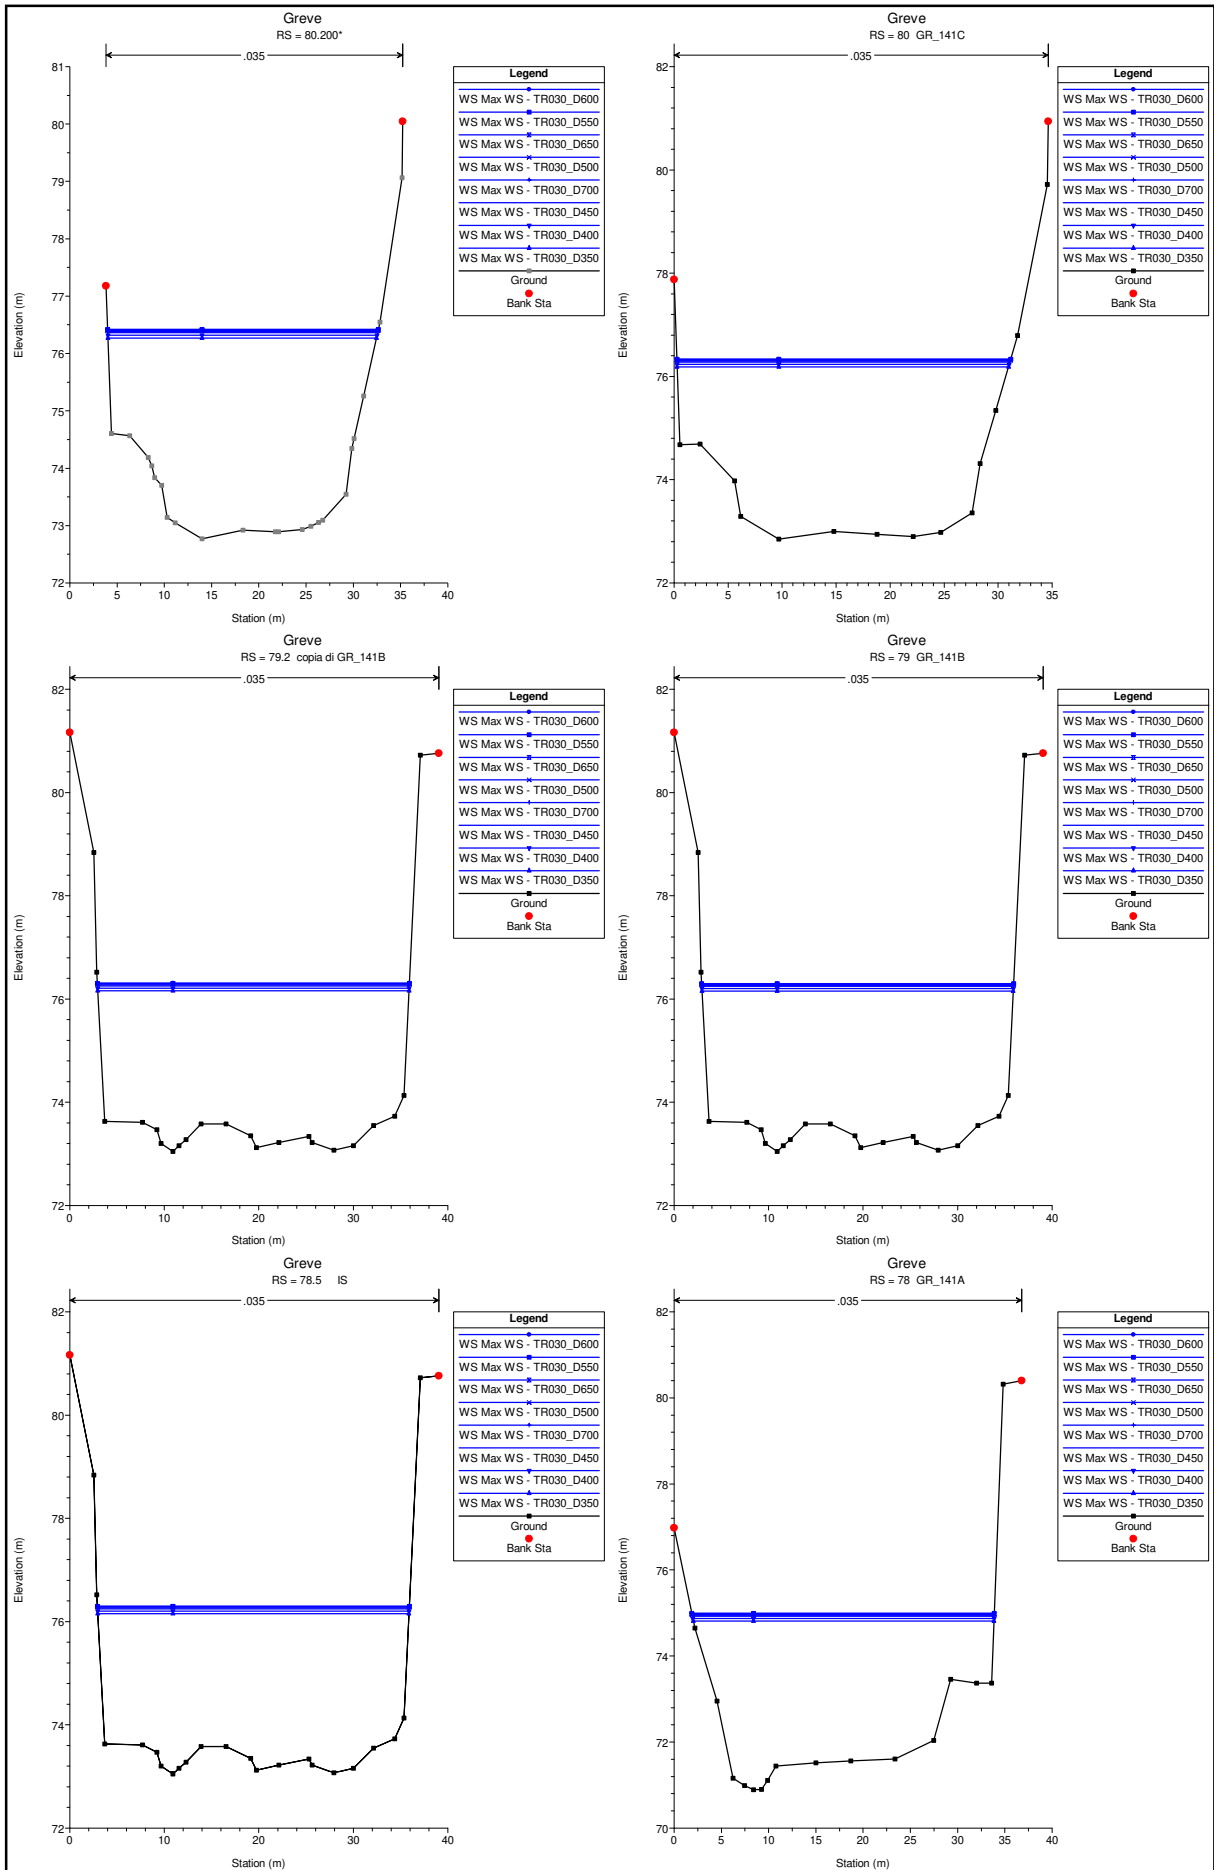 Greve
RS = 80.200*
.035
81
80
79
78
77
76
75
74
73
72
0 5 10 15 20 25 30 35 40
Elevation (m)
Station (m)
Legend
WS Max WS - TR030_D600
WS Max WS - TR030_D550
WS Max WS - TR030_D650
WS Max WS - TR030_D500
WS Max WS - TR030_D700
WS Max WS - TR030_D450
WS Max WS - TR030_D400
WS Max WS - TR030_D350
Ground
Bank Sta
Greve
RS = 80 GR_141C
.035
82
80
78
76
74
72
0 5 10 15 20 25 30 35
Elevation (m)
Station (m)
Legend
WS Max WS - TR030_D600
WS Max WS - TR030_D550
WS Max WS - TR030_D650
WS Max WS - TR030_D500
WS Max WS - TR030_D700
WS Max WS - TR030_D450
WS Max WS - TR030_D400
WS Max WS - TR030_D350
Ground
Bank Sta
Greve
RS = 79.2 copia di GR_141B
.035
82
80
78
76
74
72
0 10 20 30 40
Elevation (m)
Station (m)
Legend
WS Max WS - TR030_D600
WS Max WS - TR030_D550
WS Max WS - TR030_D650
WS Max WS - TR030_D500
WS Max WS - TR030_D700
WS Max WS - TR030_D450
WS Max WS - TR030_D400
WS Max WS - TR030_D350
Ground
Bank Sta
Greve
RS = 79 GR_141B
.035
82
80
78
76
74
72
0 10 20 30 40
Elevation (m)
Station (m)
Legend
WS Max WS - TR030_D600
WS Max WS - TR030_D550
WS Max WS - TR030_D650
WS Max WS - TR030_D500
WS Max WS - TR030_D700
WS Max WS - TR030_D450
WS Max WS - TR030_D400
WS Max WS - TR030_D350
Ground
Bank Sta
Greve
RS = 78.5 IS
.035
82
80
78
76
74
72
0 10 20 30 40
Elevation (m)
Station (m)
Legend
WS Max WS - TR030_D600
WS Max WS - TR030_D550
WS Max WS - TR030_D650
WS Max WS - TR030_D500
WS Max WS - TR030_D700
WS Max WS - TR030_D450
WS Max WS - TR030_D400
WS Max WS - TR030_D350
Ground
Bank Sta
Greve
RS = 78 GR_141A
.035
82
80
78
76
74
72
70
0 5 10 15 20 25 30 35 40
Elevation (m)
Station (m)
Legend
WS Max WS - TR030_D600
WS Max WS - TR030_D550
WS Max WS - TR030_D650
WS Max WS - TR030_D500
WS Max WS - TR030_D700
WS Max WS - TR030_D450
WS Max WS - TR030_D400
WS Max WS - TR030_D350
Ground
Bank Sta